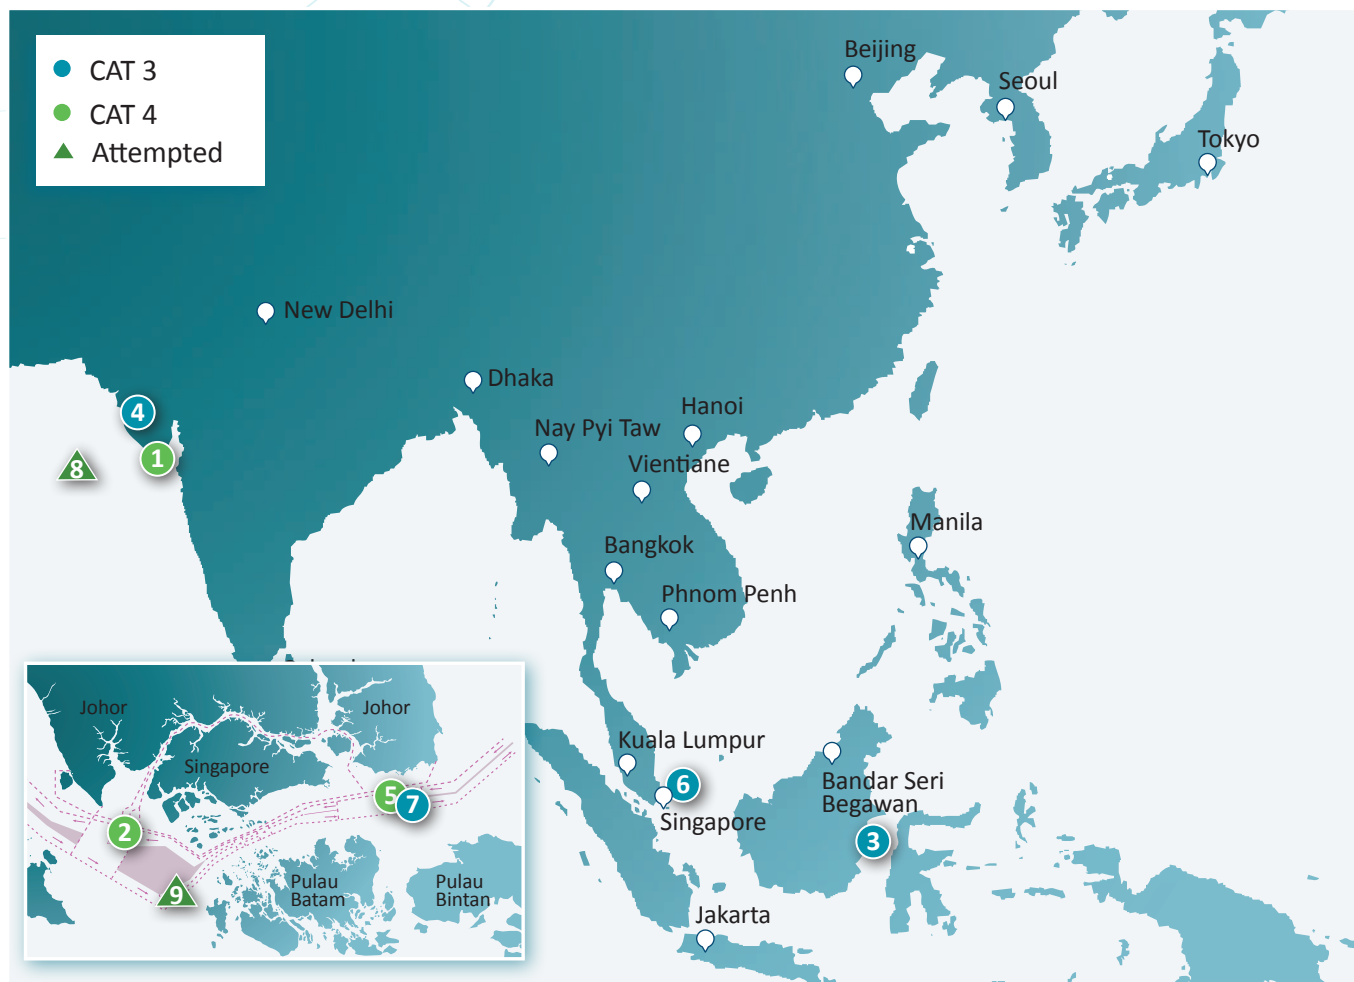 CAT 3
CAT 4
Attempted
Beijing
Seoul
Tokyo
New Delhi
Dhaka
Hanoi
Nay Pyi Taw
Vientiane
4
1
8
Manila
Bangkok
Phnom Penh
Kuala Lumpur
6
Singapore
Bandar Seri
Begawan
3
Jakarta
Johor
Johor
Singapore
5
7
2
9
Pulau
Batam
Pulau
Bintan